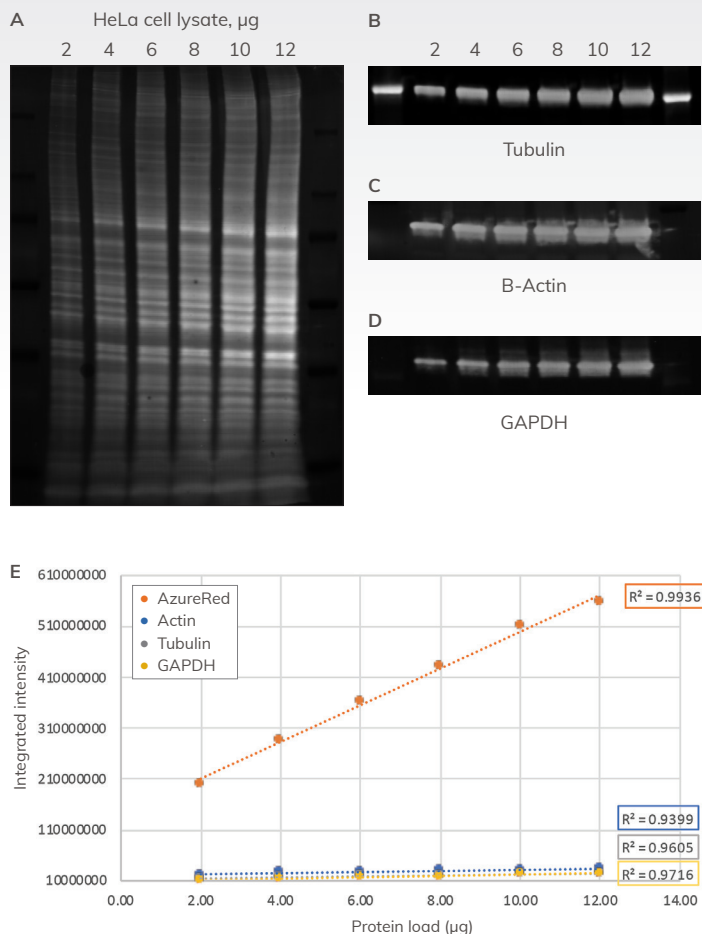 A
HeLa cell lysate, µg
2 4 6 8 10 12
B
2 4 6 8 10 12
Tubulin
C
B-Actin
D
GAPDH
E
610000000
510000000
410000000
310000000
210000000
110000000
10000000
Integrated intensity
AzureRed
Actin
Tubulin
GAPDH
R² = 0.9936
R² = 0.9399
R² = 0.9605
R² = 0.9716
0.00 2.00 4.00 6.00 8.00 10.00 12.00 14.00
Protein load (µg)